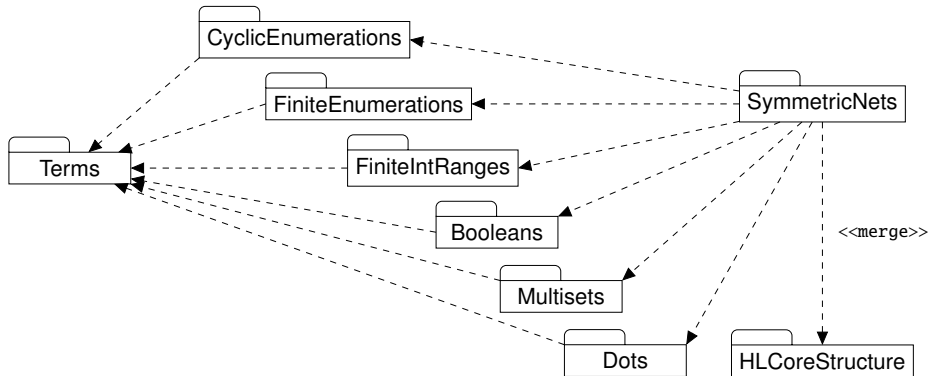 CyclicEnumerations
FiniteEnumerations
SymmetricNets
Terms
FiniteIntRanges
Booleans
<<merge>>
Multisets
Dots
HLCoreStructure